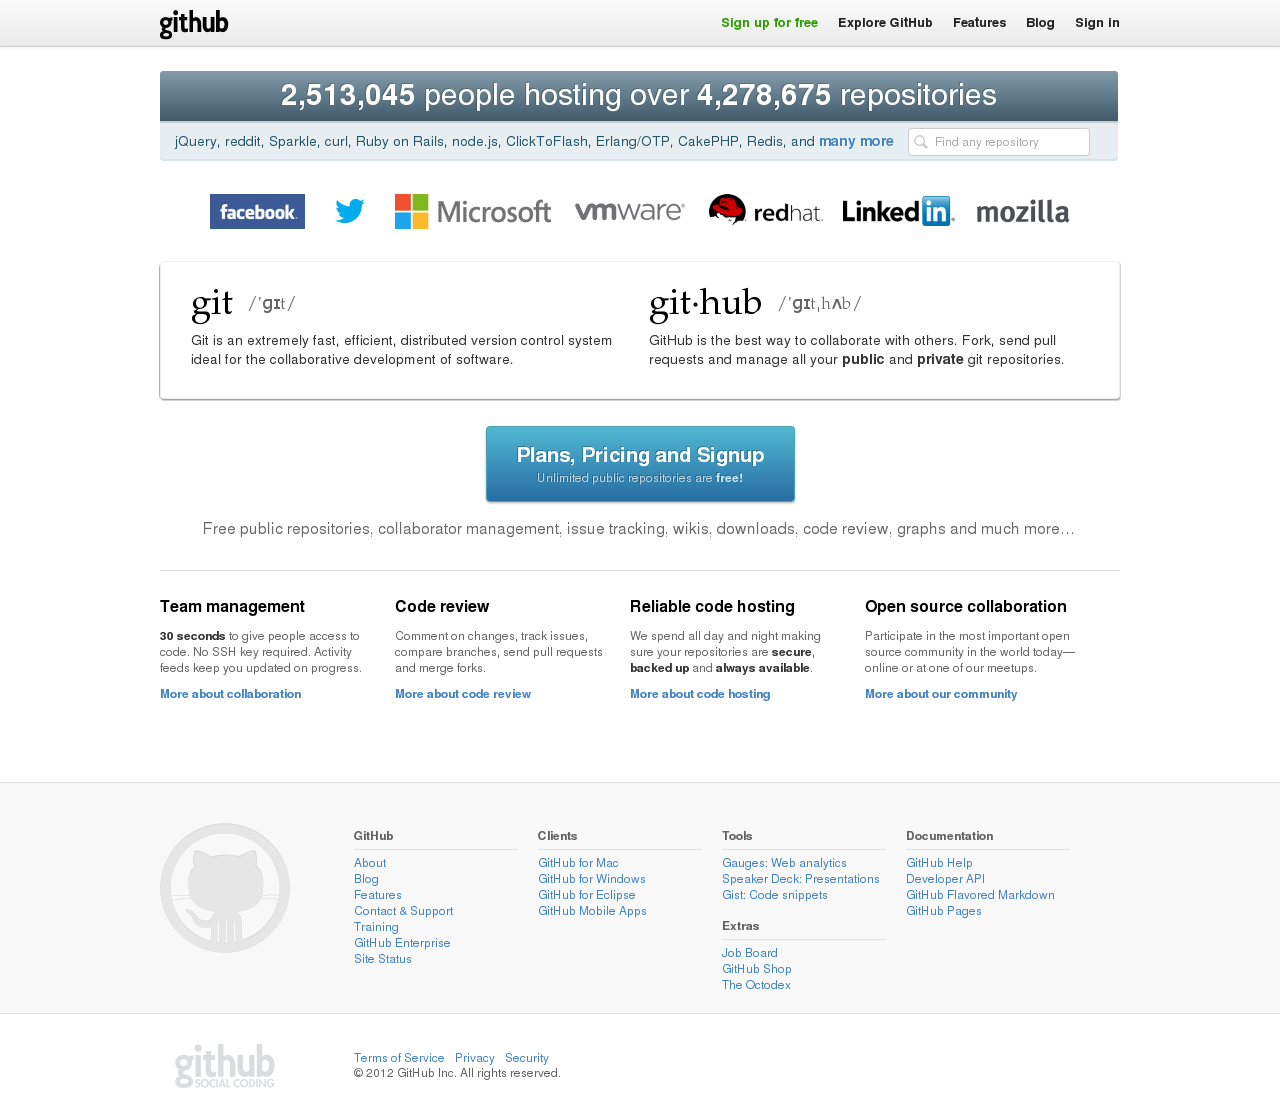 github
Sign up for free Explore GitHub Features Blog Sign in
2,513,045 people hosting over 4,278,675 repositories
jQuery, reddit, Sparkle, curl, Ruby on Rails, node.js, ClickToFlash, Erlang/OTP, CakePHP, Redis, and many more
Find any repository
facebook Microsoft vmware redhat Linked in mozilla
git /ˈɡɪt/
Git is an extremely fast, efficient, distributed version control system
ideal for the collaborative development of software.
git·hub /ˈɡɪtˌhʌb/
GitHub is the best way to collaborate with others. Fork, send pull
requests and manage all your public and private git repositories.
Plans, Pricing and Signup
Unlimited public repositories are free!
Free public repositories, collaborator management, issue tracking, wikis, downloads, code review, graphs and much more…
Team management
30 seconds to give people access to
code. No SSH key required. Activity
feeds keep you updated on progress.
More about collaboration
Code review
Comment on changes, track issues,
compare branches, send pull requests
and merge forks.
More about code review
Reliable code hosting
We spend all day and night making
sure your repositories are secure,
backed up and always available.
More about code hosting
Open source collaboration
Participate in the most important open
source community in the world today—
online or at one of our meetups.
More about our community
GitHub
About
Blog
Features
Contact & Support
Training
GitHub Enterprise
Site Status
Clients
GitHub for Mac
GitHub for Windows
GitHub for Eclipse
GitHub Mobile Apps
Tools
Gauges: Web analytics
Speaker Deck: Presentations
Gist: Code snippets
Extras
Job Board
GitHub Shop
The Octodex
Documentation
GitHub Help
Developer API
GitHub Flavored Markdown
GitHub Pages
github
SOCIAL CODING
Terms of Service Privacy Security
© 2012 GitHub Inc. All rights reserved.